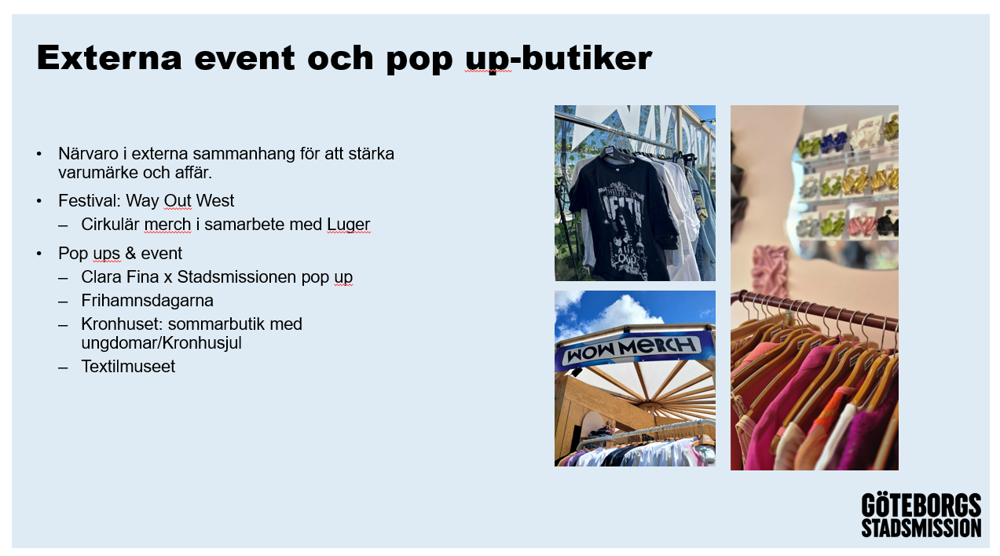 Externa event och pop up-butiker
• Närvaro i externa sammanhang för att stärka
varumärke och affär.
• Festival: Way Out West
– Cirkulär merch i samarbete med Luger
• Pop ups & event
– Clara Fina x Stadsmissionen pop up
– Frihamnsdagarna
– Kronhuset: sommarbutik med
ungdomar/Kronhusjul
– Textilmuseet
WOW MERCH
GÖTEBORGS
STADSMISSION